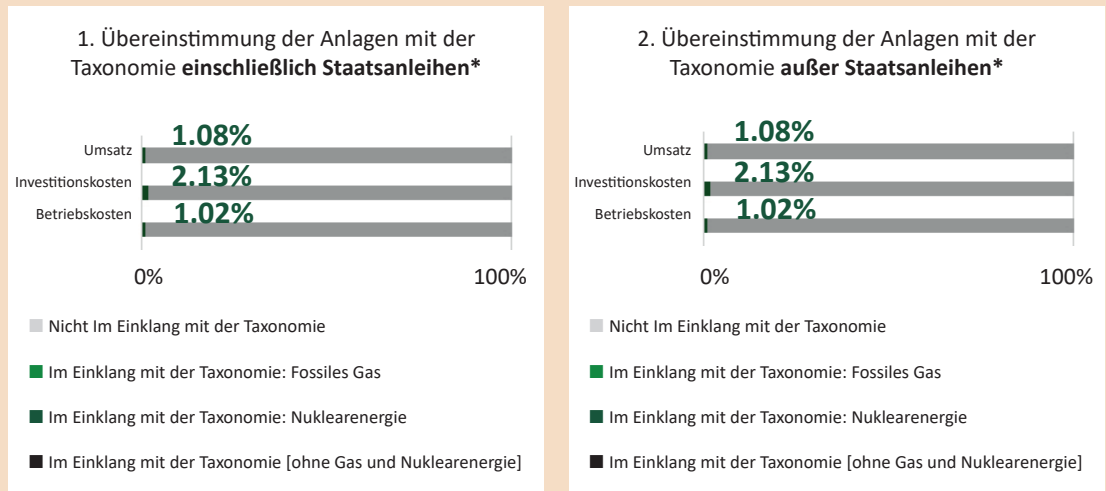 1. Übereinstimmung der Anlagen mit der
Taxonomie einschließlich Staatsanleihen*
1.08%
Umsatz
2.13%
Investitionskosten
1.02%
Betriebskosten
0% 100%
Nicht Im Einklang mit der Taxonomie
Im Einklang mit der Taxonomie: Fossiles Gas
Im Einklang mit der Taxonomie: Nuklearenergie
Im Einklang mit der Taxonomie [ohne Gas und Nuklearenergie]
2. Übereinstimmung der Anlagen mit der
Taxonomie außer Staatsanleihen*
1.08%
Umsatz
2.13%
Investitionskosten
1.02%
Betriebskosten
0% 100%
Nicht Im Einklang mit der Taxonomie
Im Einklang mit der Taxonomie: Fossiles Gas
Im Einklang mit der Taxonomie: Nuklearenergie
Im Einklang mit der Taxonomie [ohne Gas und Nuklearenergie]